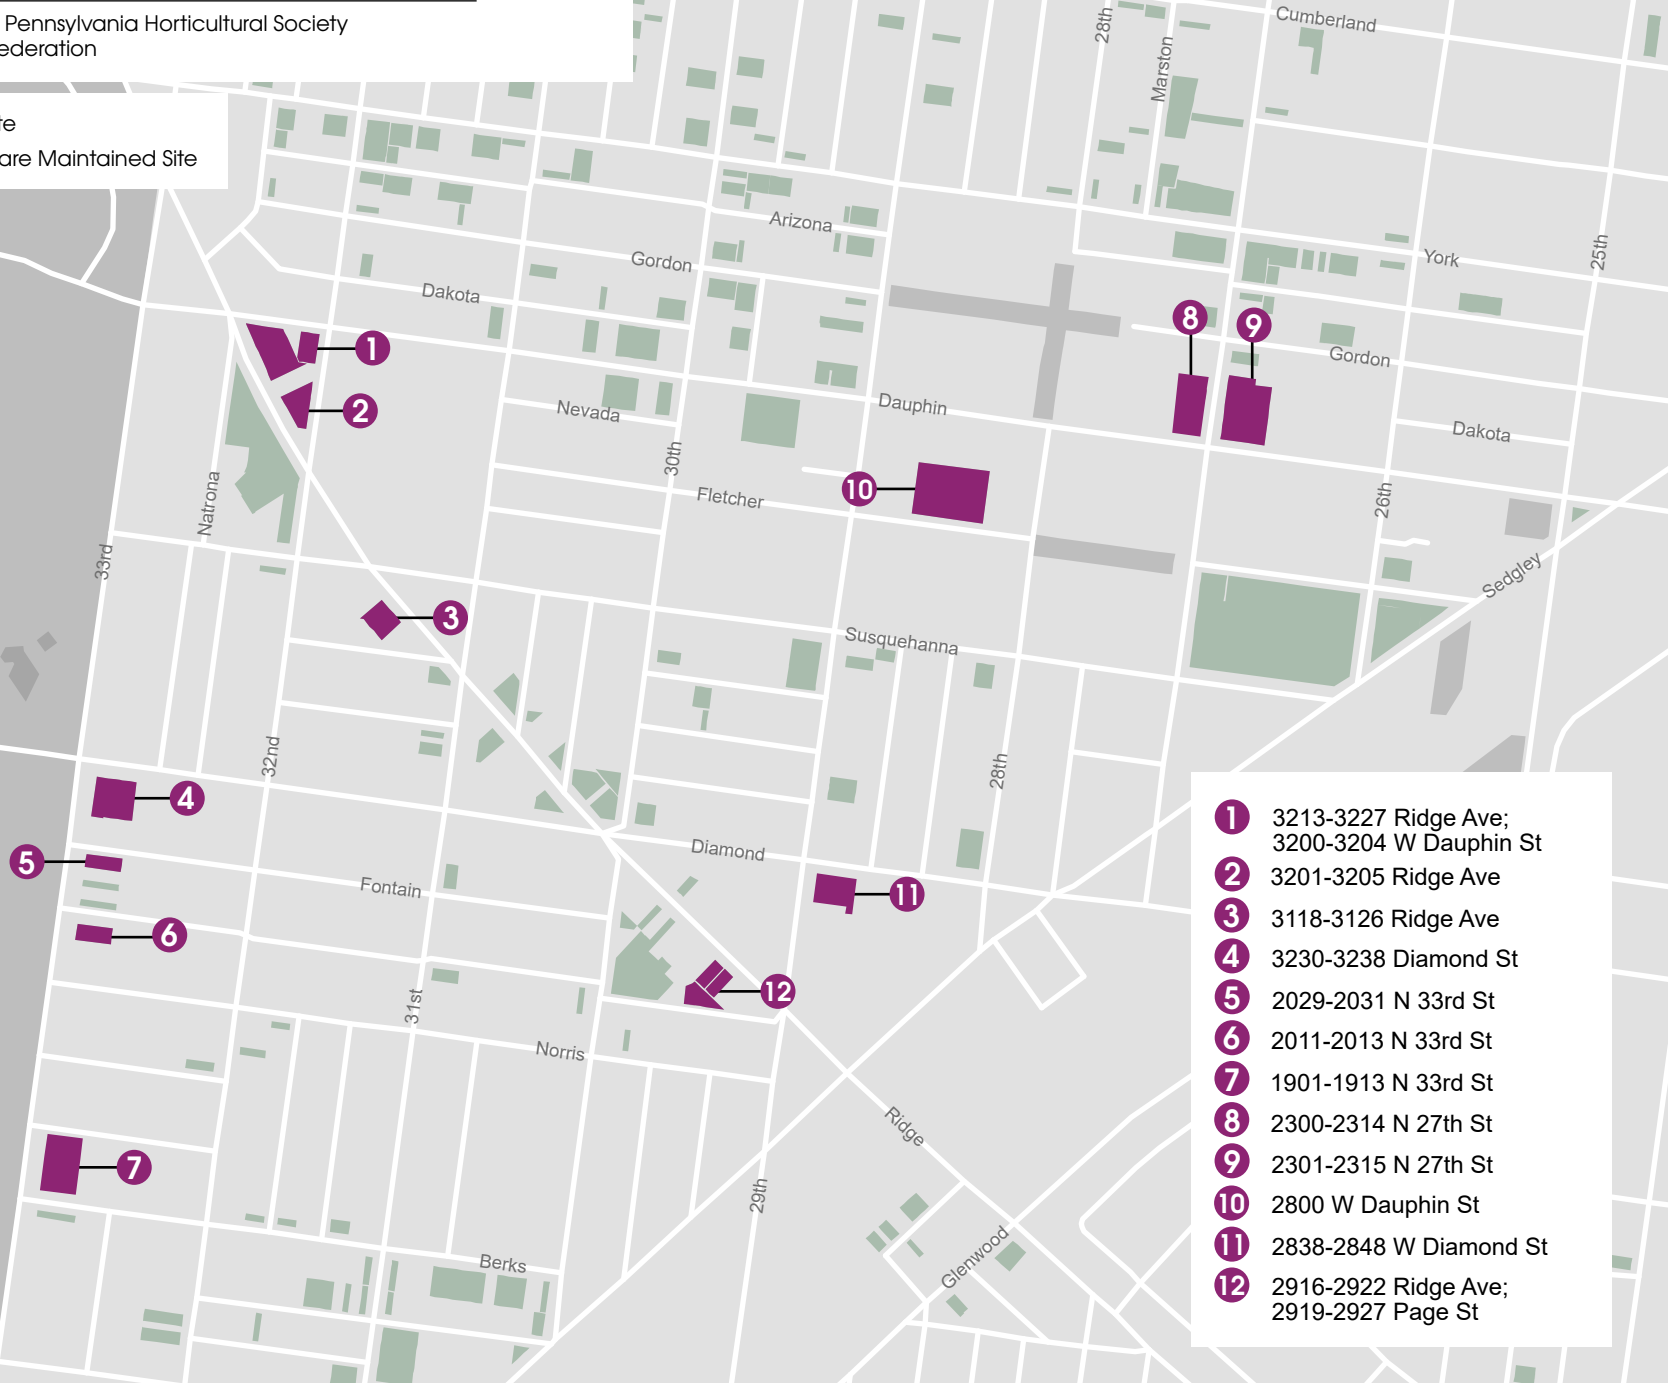 Pennsylvania Horticultural Society
ederation
te
are Maintained Site
Cumberland
28th
Marston
Arizona
Gordon
Dakota
York
25th
1
2
8
9
Gordon
Nevada
Dauphin
Dakota
30th
Fletcher
10
26th
Natrona
33rd
Sedgley
3
Susquehanna
32nd
28th
4
5
Diamond
Fontain
11
6
31st
12
Norris
Ridge
7
29th
Glenwood
Berks
1 3213-3227 Ridge Ave;
3200-3204 W Dauphin St
2 3201-3205 Ridge Ave
3 3118-3126 Ridge Ave
4 3230-3238 Diamond St
5 2029-2031 N 33rd St
6 2011-2013 N 33rd St
7 1901-1913 N 33rd St
8 2300-2314 N 27th St
9 2301-2315 N 27th St
10 2800 W Dauphin St
11 2838-2848 W Diamond St
12 2916-2922 Ridge Ave;
2919-2927 Page St